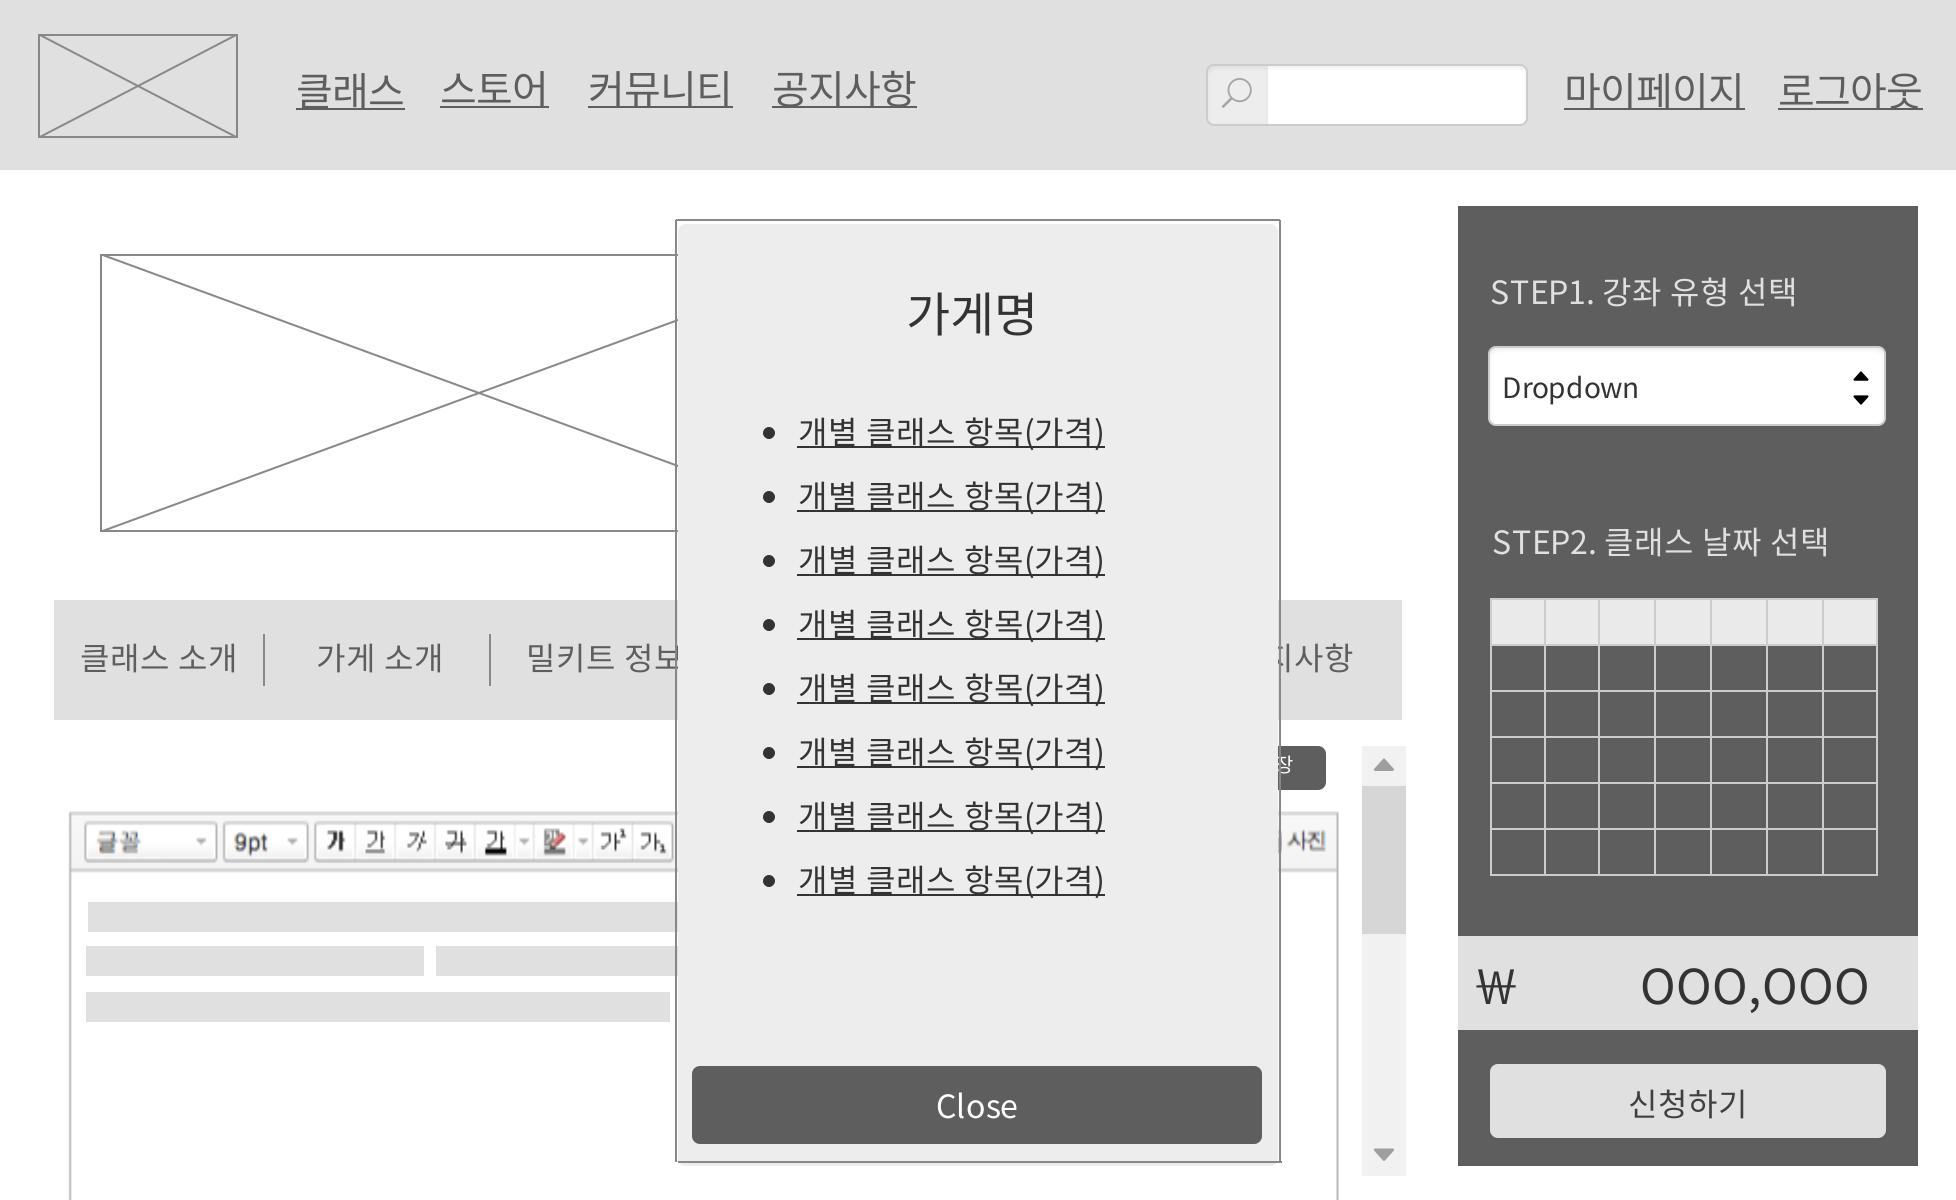 클래스 스토어 커뮤니티 공지사항 마이페이지 로그아웃
가게명
개별 클래스 항목(가격)
개별 클래스 항목(가격)
개별 클래스 항목(가격)
개별 클래스 항목(가격)
개별 클래스 항목(가격)
개별 클래스 항목(가격)
개별 클래스 항목(가격)
개별 클래스 항목(가격)
Close
클래스 소개 가게 소개 밀키트 정보 지사항
장
글꼴 9pt 가 가 가 가 가 가1 가1 사진
STEP1. 강좌 유형 선택
Dropdown
STEP2. 클래스 날짜 선택
₩ OOO,OOO
신청하기